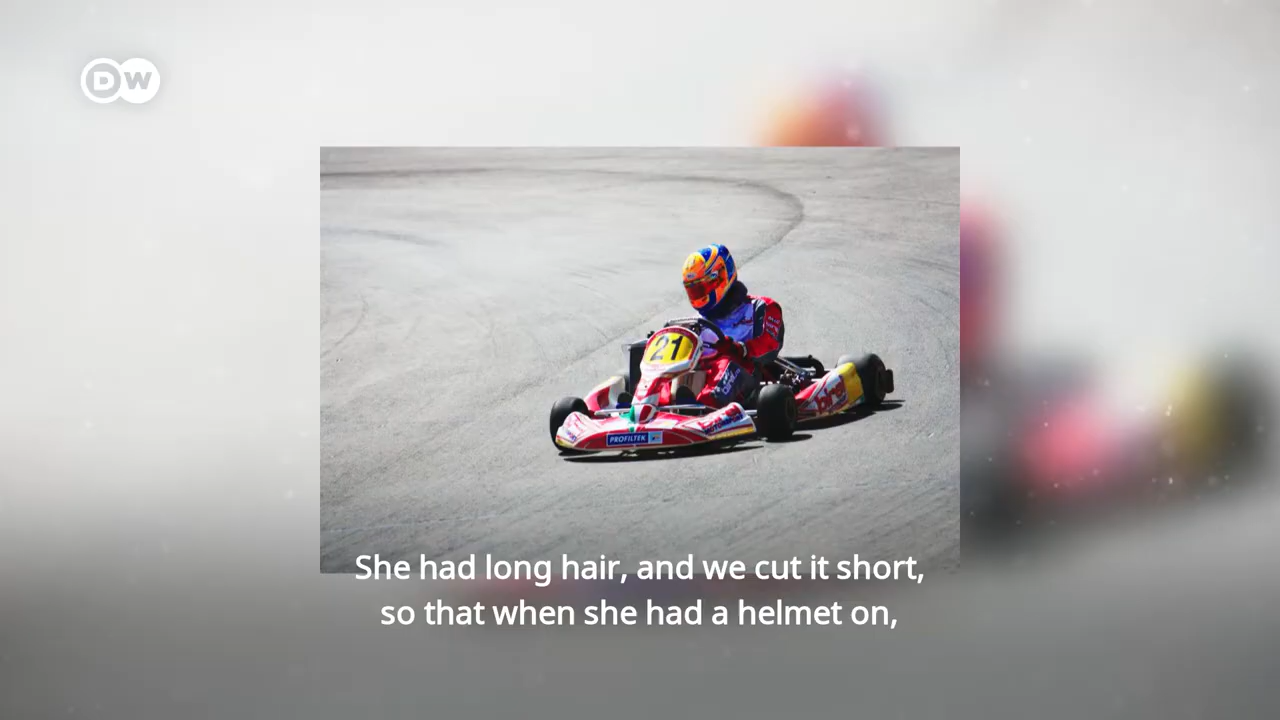 DW
21
PROFILTEK
She had long hair, and we cut it short,
so that when she had a helmet on,